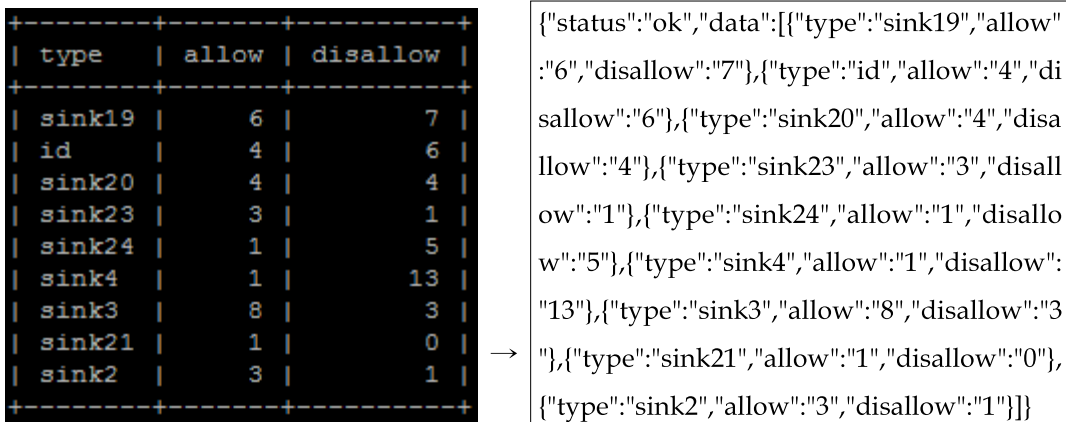 +--------+-------+----------+
| type   | allow | disallow |
+--------+-------+----------+
| sink19 |     6 |        7 |
| id     |     4 |        6 |
| sink20 |     4 |        4 |
| sink23 |     3 |        1 |
| sink24 |     1 |        5 |
| sink4  |     1 |       13 |
| sink3  |     8 |        3 |
| sink21 |     1 |        0 |
| sink2  |     3 |        1 |
+--------+-------+----------+
→
{"status":"ok","data":[{"type":"sink19","allow"
:"6","disallow":"7"},{"type":"id","allow":"4","di
sallow":"6"},{"type":"sink20","allow":"4","disa
llow":"4"},{"type":"sink23","allow":"3","disall
ow":"1"},{"type":"sink24","allow":"1","disallo
w":"5"},{"type":"sink4","allow":"1","disallow":
"13"},{"type":"sink3","allow":"8","disallow":"3
"},{"type":"sink21","allow":"1","disallow":"0"},
{"type":"sink2","allow":"3","disallow":"1"}]}